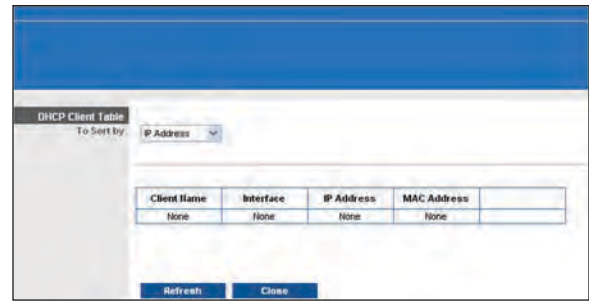 DHCP Client Table
To Sort by IP Address
Client Name Interface IP Address MAC Address
None None None None
Refresh Close